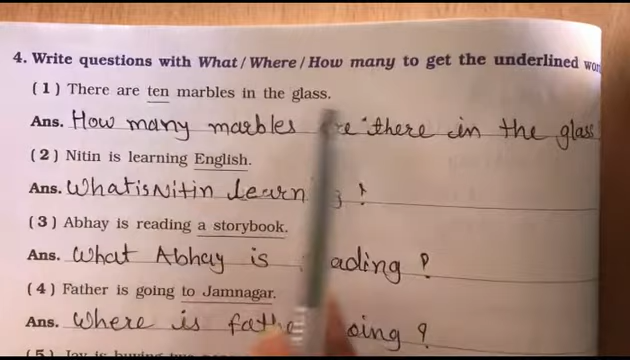 4. Write questions with What / Where / How many to get the underlined
(1) There are ten marbles in the glass.
Ans. How many marbles there in the glass
(2) Nitin is learning English.
Ans. What is Nitin ?
(3) Abhay is reading a storybook.
Ans. What Abhay is ?
(4) Father is going to Jamnagar.
Ans. Where is ?
(5)